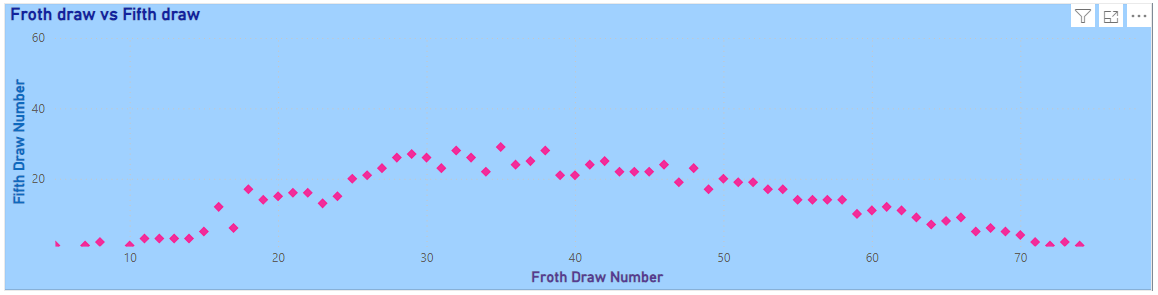 Froth draw vs Fifth draw
60
40
20
Fifth Draw Number
10 20 30 40 50 60 70
Froth Draw Number